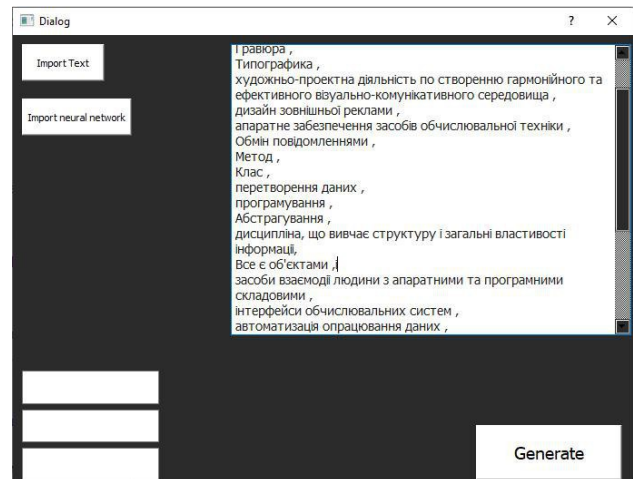 Dialog
Import Text
Import neural network
Гравюра ,
Типографика ,
художньо-проектна діяльність по створенню гармонійного та
ефективного візуально-комунікативного середовища ,
дизайн зовнішньої реклами ,
апаратне забезпечення засобів обчислювальної техніки ,
Обмін повідомленнями ,
Метод ,
Клас ,
перетворення даних ,
програмування ,
Абстрагування ,
дисципліна, що вивчає структуру і загальні властивості
інформації,
Все є об'єктами ,і
засоби взаємодії людини з апаратними та програмними
складовими ,
інтерфейси обчислювальних систем ,
автоматизація опрацювання даних ,
Generate